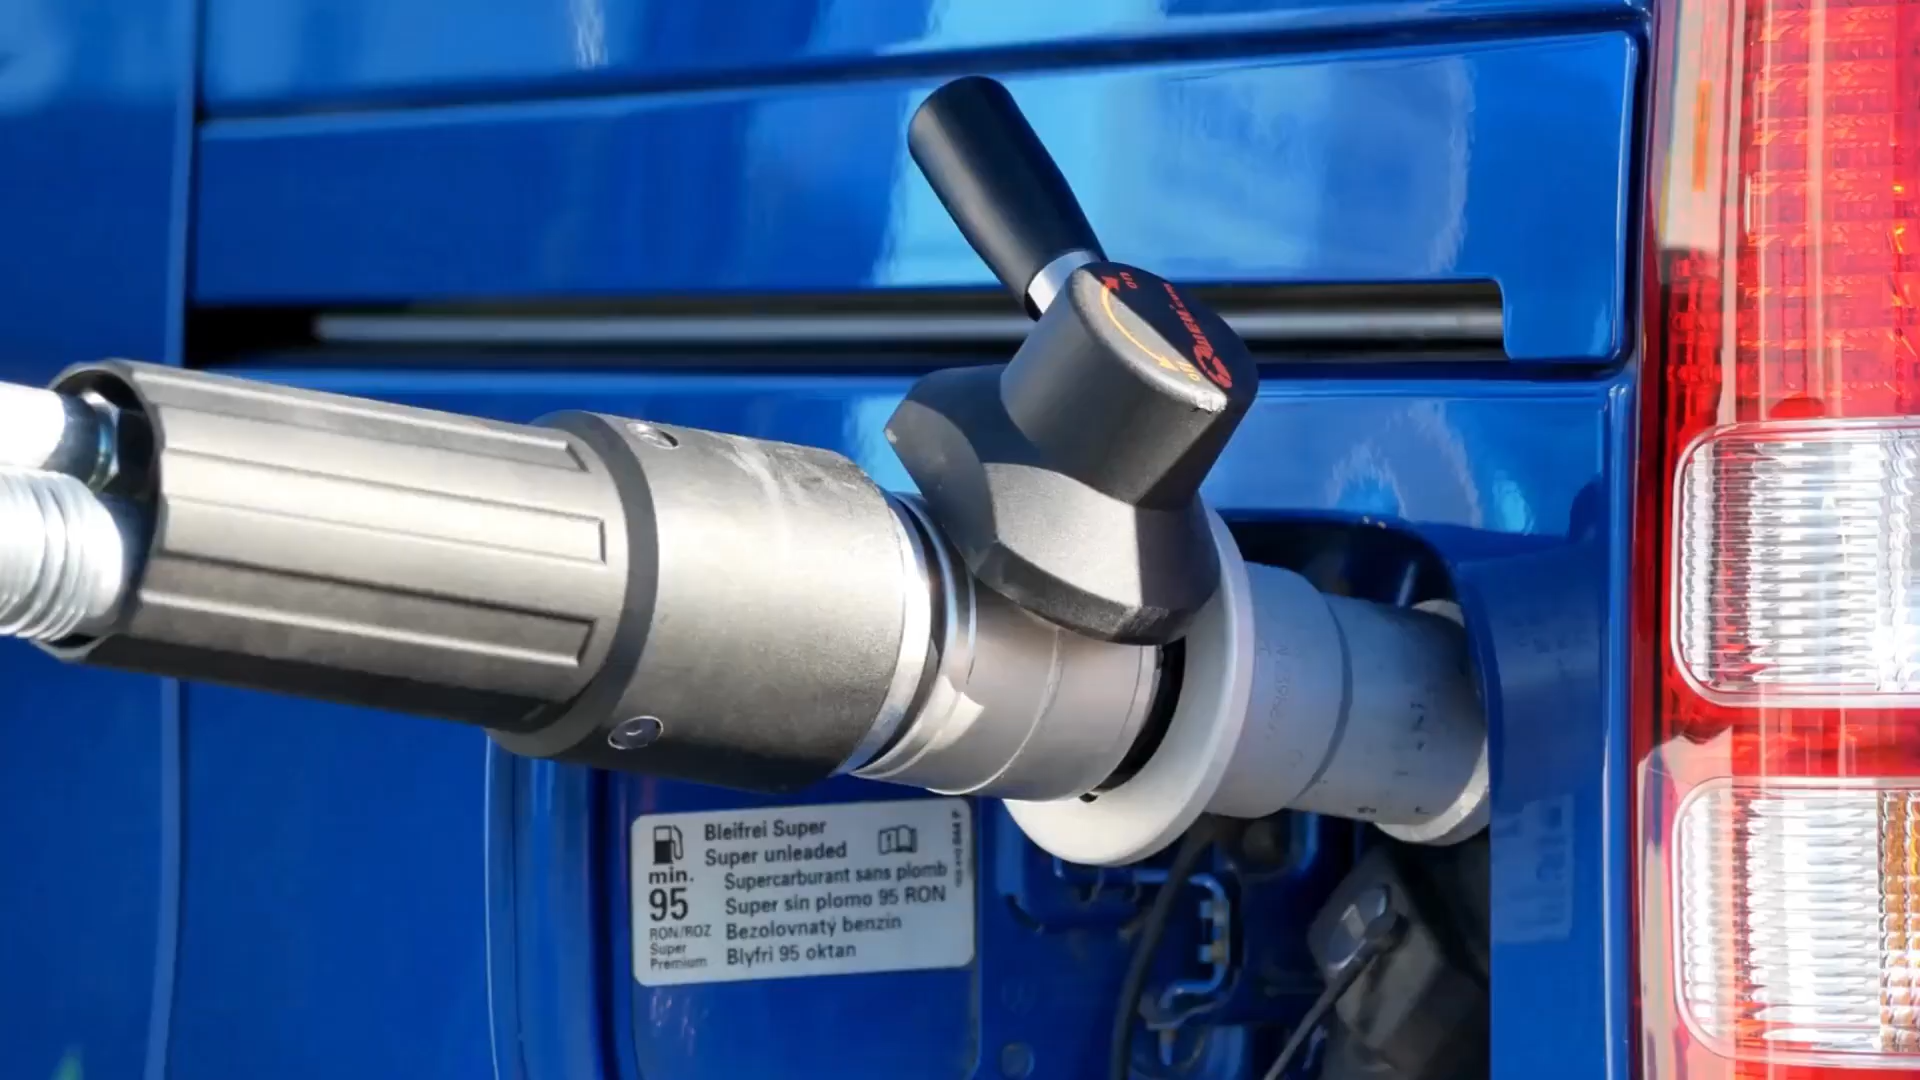 Bleifrei Super
Super unleaded
Supercarburant sans plomb
Super sin plomo 95 RON
Bezolovnatý benzin
Blyfri 95 oktan
min.
95
RON/ROZ
Super
Premium